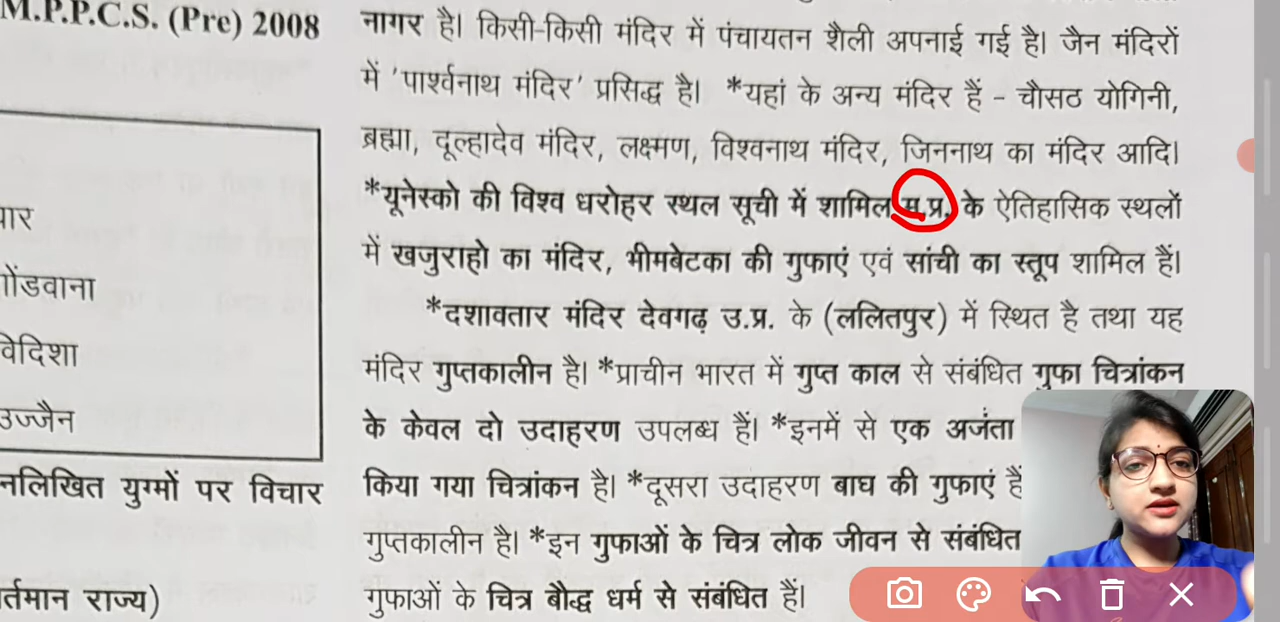 M.P.P.C.S. (Pre) 2008
गोंडवाना
विदिशा
उज्जैन
युग्मों पर विचार
राज्य)
नागर है। किसी-किसी मंदिर में पंचायतन शैली अपनाई गई है। जैन मंदिरों
में 'पार्श्वनाथ मंदिर' प्रसिद्ध है। *यहां के अन्य मंदिर हैं - चौसठ योगिनी,
ब्रह्मा, दूल्हादेव मंदिर, लक्ष्मण, विश्वनाथ मंदिर, जिननाथ का मंदिर आदि।
*यूनेस्को की विश्व धरोहर स्थल सूची में शामिल म.प्र. के ऐतिहासिक स्थलों
में खजुराहो का मंदिर, भीमबेटका की गुफाएं एवं सांची का स्तूप शामिल हैं।
*दशावतार मंदिर देवगढ़ उ.प्र. के (ललितपुर) में स्थित है तथा यह
मंदिर गुप्तकालीन है। *प्राचीन भारत में गुप्त काल से संबंधित गुफा चित्रांकन
के केवल दो उदाहरण उपलब्ध हैं। *इनमें से एक अजंता
किया गया चित्रांकन है। *दूसरा उदाहरण बाघ की गुफाएं हैं
गुप्तकालीन है। *इन गुफाओं के चित्र लोक जीवन से संबंधित
गुफाओं के चित्र बौद्ध धर्म से संबंधित हैं।